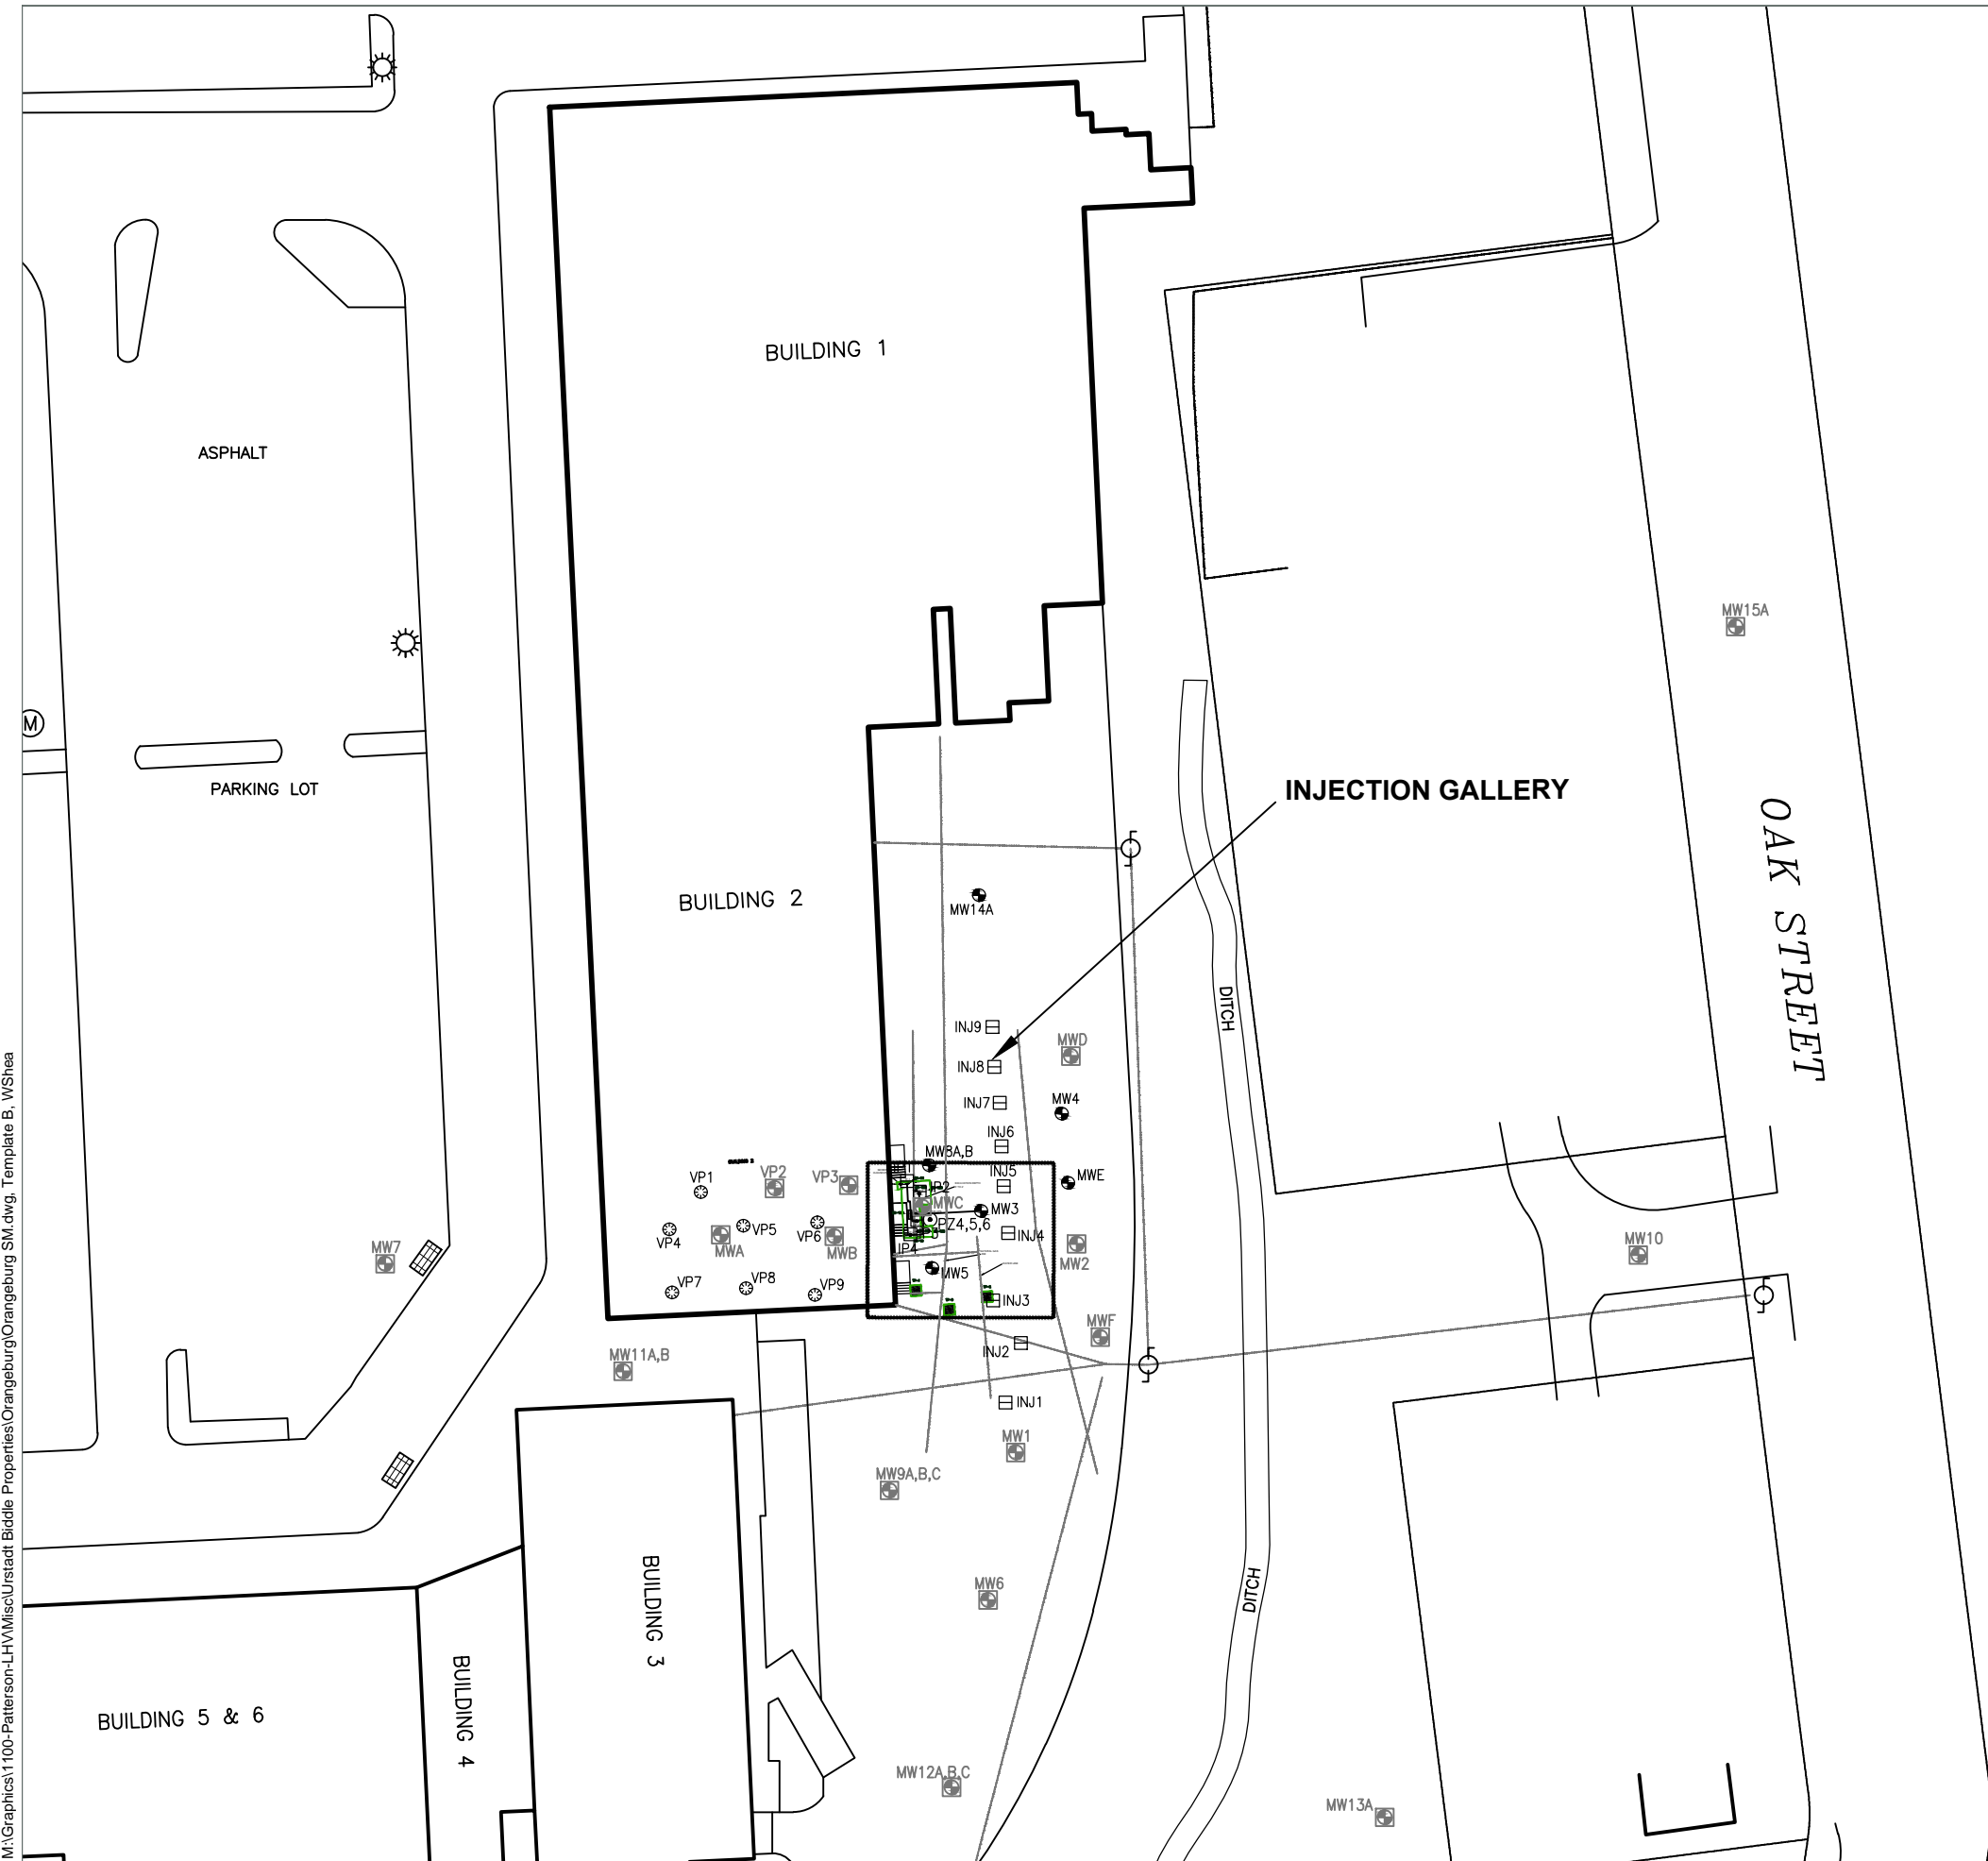 BUILDING 1
ASPHALT
MW15A
M
PARKING LOT
INJECTION GALLERY
OAK STREET
BUILDING 2
MW14A
DITCH
INJ9
MWD
INJ8
INJ7
MW4
INJ6
MW8A,B
VP1
VP2
VP3
INJ5
MWE
MWC
MW3
PZ4,5,6
INJ4
VP4
VP5
VP6
MWA
MWB
IP4
MW2
MW7
MW10
MW5
VP7
VP8
VP9
INJ3
MWF
INJ2
MW11A,B
INJ1
MW1
MW9A,B,C
MW6
DITCH
BUILDING 3
BUILDING 4
BUILDING 5 & 6
MW12A,B,C
MW13A
M:\Graphics\1100-Patterson-LHV\Misc\Urstadt Biddle Properties\Orangeburg\Orangeburg SM.dwg, Template B, WShea